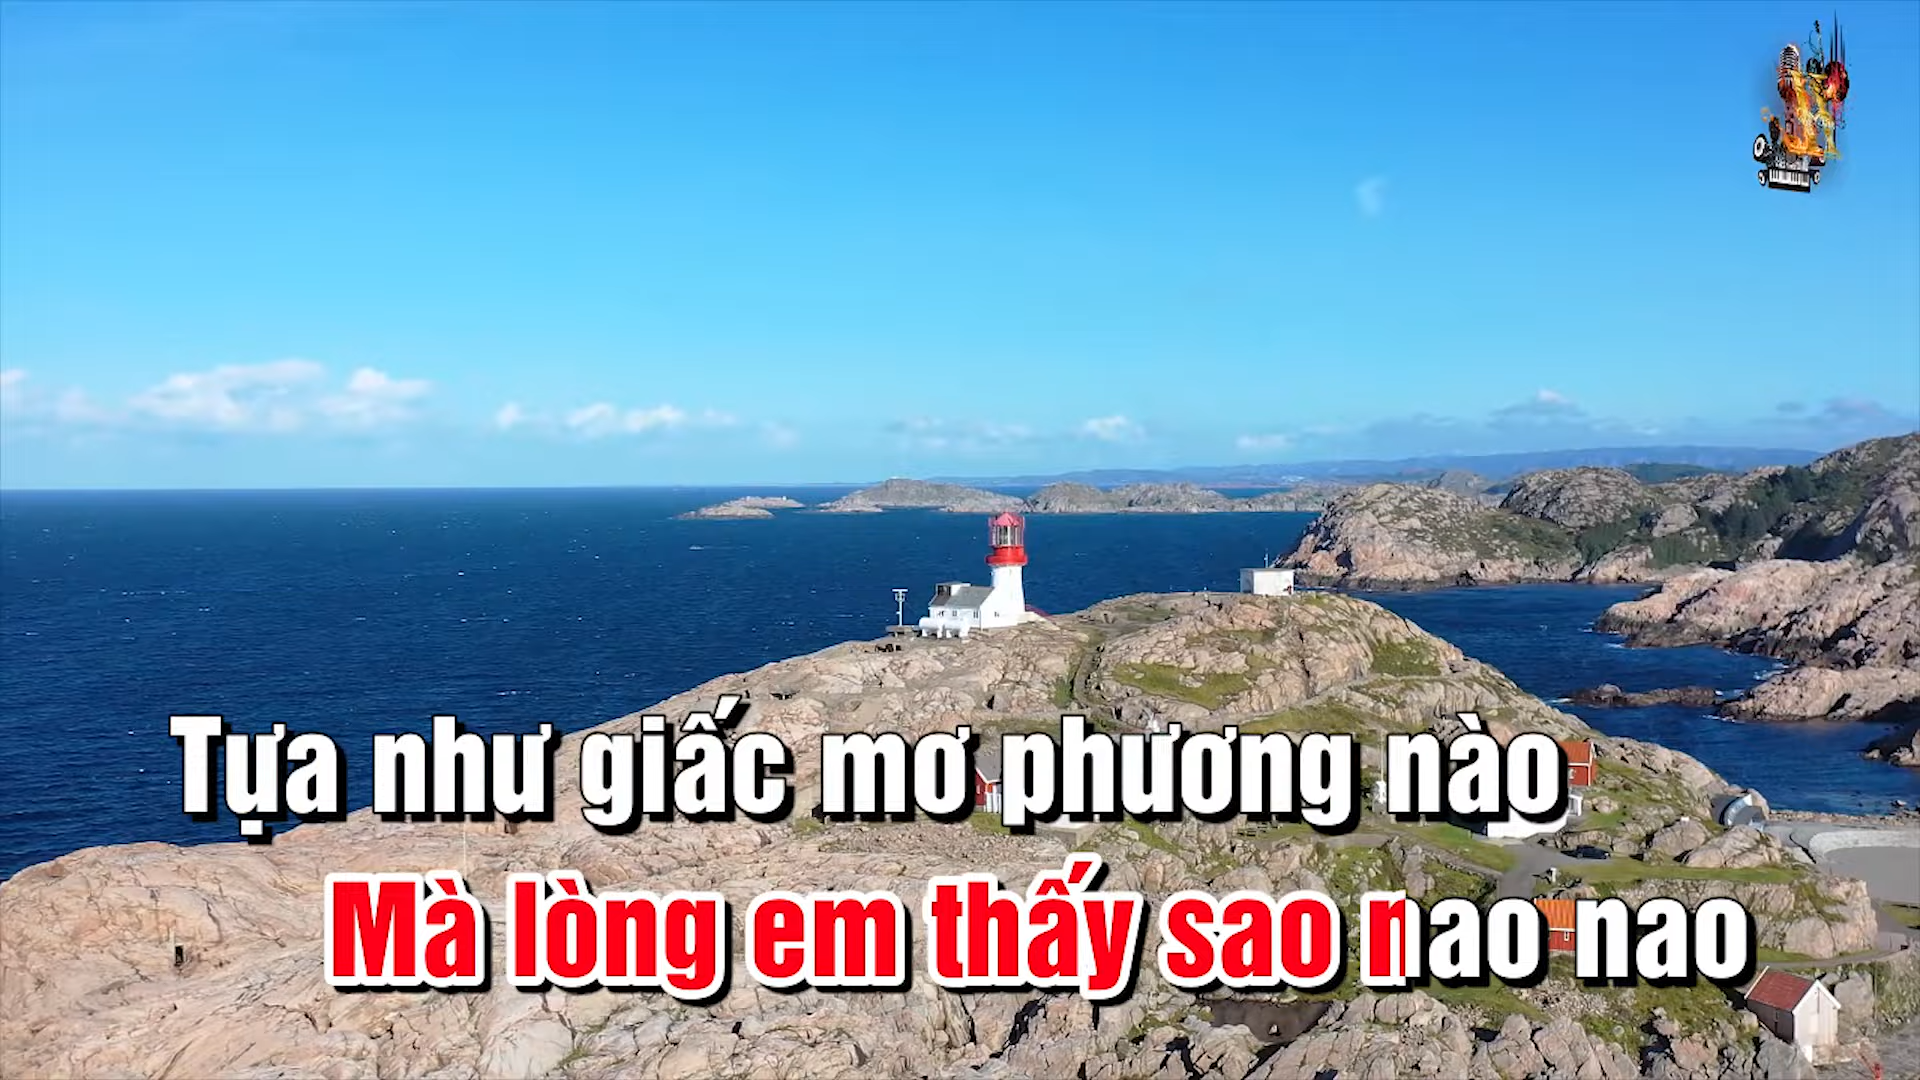 Tựa như giấc mơ phương nào
Mà lòng em thấy sao nao nao